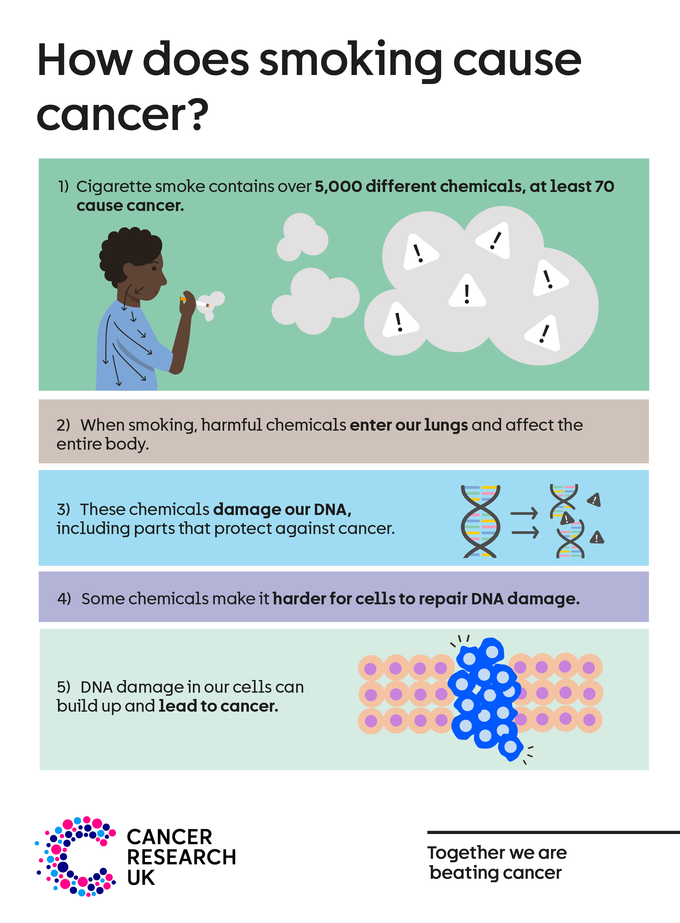 How does smoking cause
cancer?
1) Cigarette smoke contains over 5,000 different chemicals, at least 70
cause cancer.
! ! ! ! ! !
2) When smoking, harmful chemicals enter our lungs and affect the
entire body.
3) These chemicals damage our DNA,
including parts that protect against cancer.
! ! !
4) Some chemicals make it harder for cells to repair DNA damage.
5) DNA damage in our cells can
build up and lead to cancer.
CANCER
RESEARCH
UK
Together we are
beating cancer